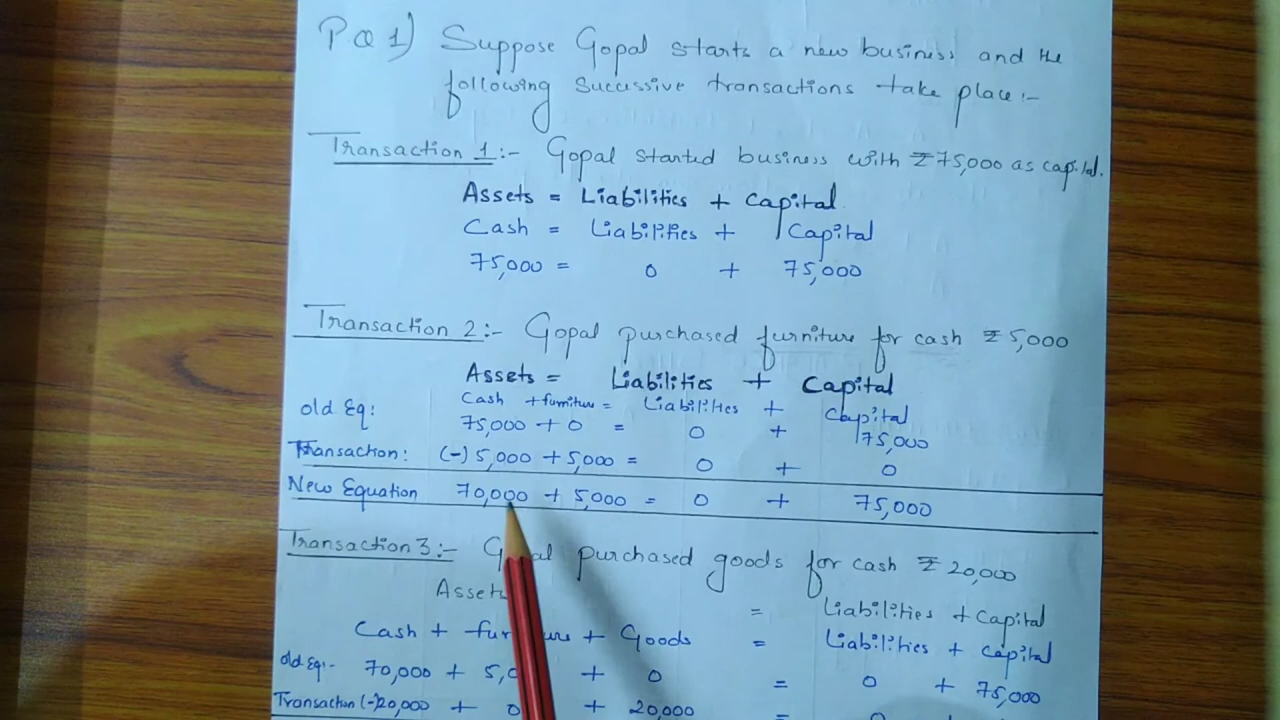 P Q 1) Suppose Gopal starts a new business and the
following Successive transactions take place:-
Transaction 1:- Gopal started business with ₹75,000 as capital.
Assets = Liabilities + Capital
Cash = Liabilities + Capital
75,000 = 0 + 75,000
Transaction 2:- Gopal purchased furniture for cash ₹5,000
Assets = Liabilities + Capital
Cash + furniture = Liabilities + Capital
old Eq: 75,000 + 0 = 0 + 75,000
Transaction: (-) 5,000 + 5,000 = 0 + 0
New Equation 70,000 + 5,000 = 0 + 75,000
Transaction 3:- purchased goods for cash ₹20,000
= Liabilities + Capital
Cash + + Goods = Liabilities + Capital
old Eq:- 70,000 + + 0 = 0 + 75,000
Transaction (-)20,000 + 0 + 20,000 =